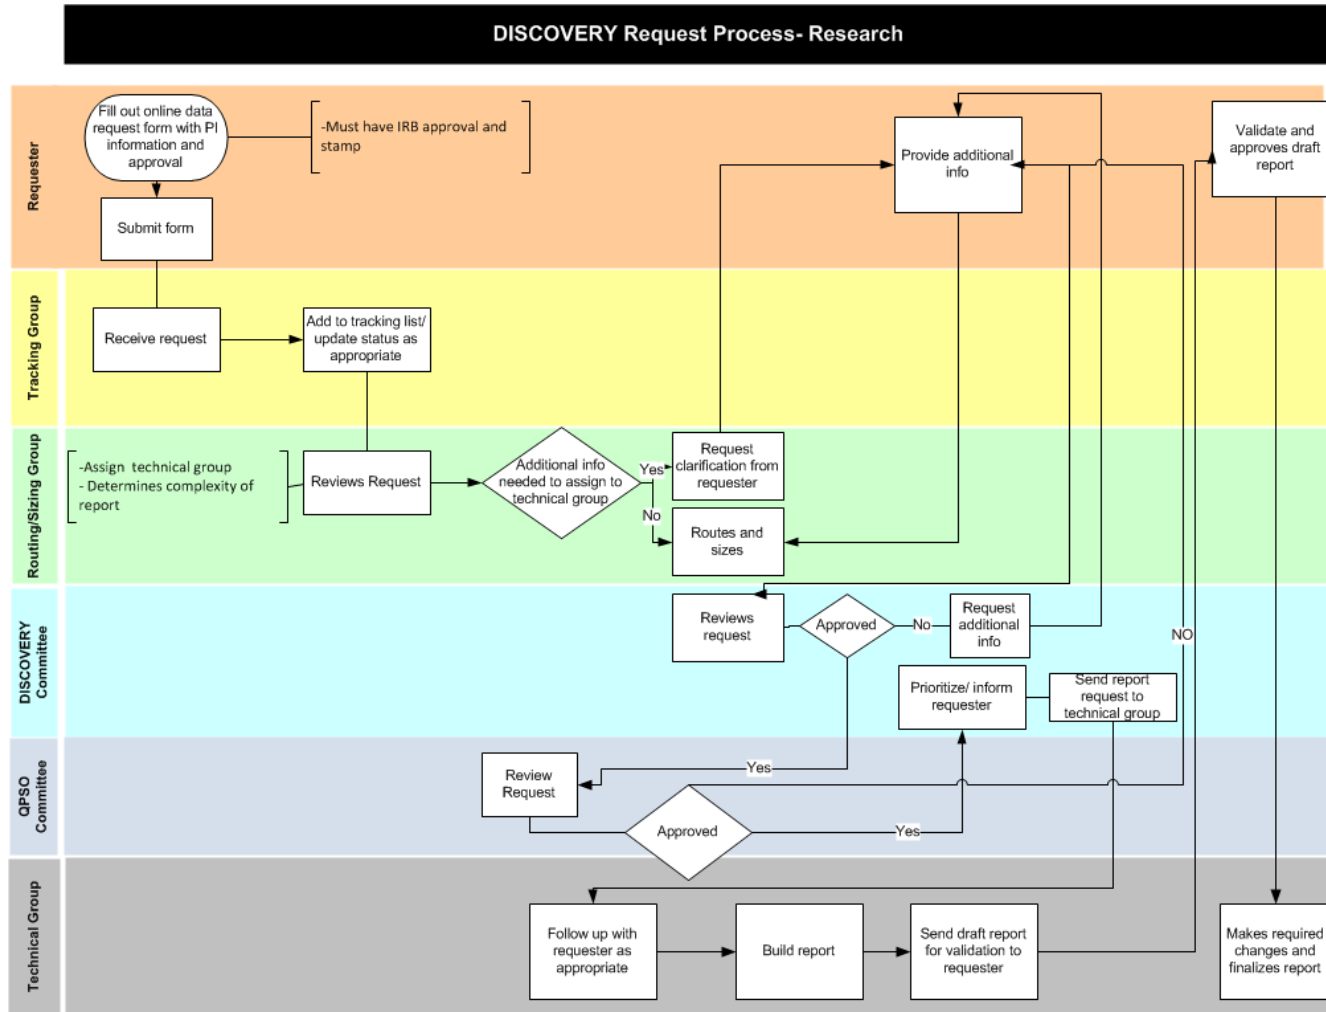 DISCOVERY Request Process- Research
Requester
Fill out online data
request form with PI
information and
approval
-Must have IRB approval and
stamp
Submit form
Provide additional
info
Validate and
approves draft
report
Tracking Group
Receive request
Add to tracking list/
update status as
appropriate
Routing/Sizing Group
-Assign  technical group
- Determines complexity of
report
Reviews Request
Additional info
needed to assign to
technical group
Yes
No
Request
clarification from
requester
Routes and
sizes
DISCOVERY
Committee
Reviews
request
Approved
No
Request
additional
info
NO
Prioritize/ inform
requester
Send report
request to
technical group
QPSO
Committee
Review
Request
Yes
Approved
Yes
Technical Group
Follow up with
requester as
appropriate
Build report
Send draft report
for validation to
requester
Makes required
changes and
finalizes report